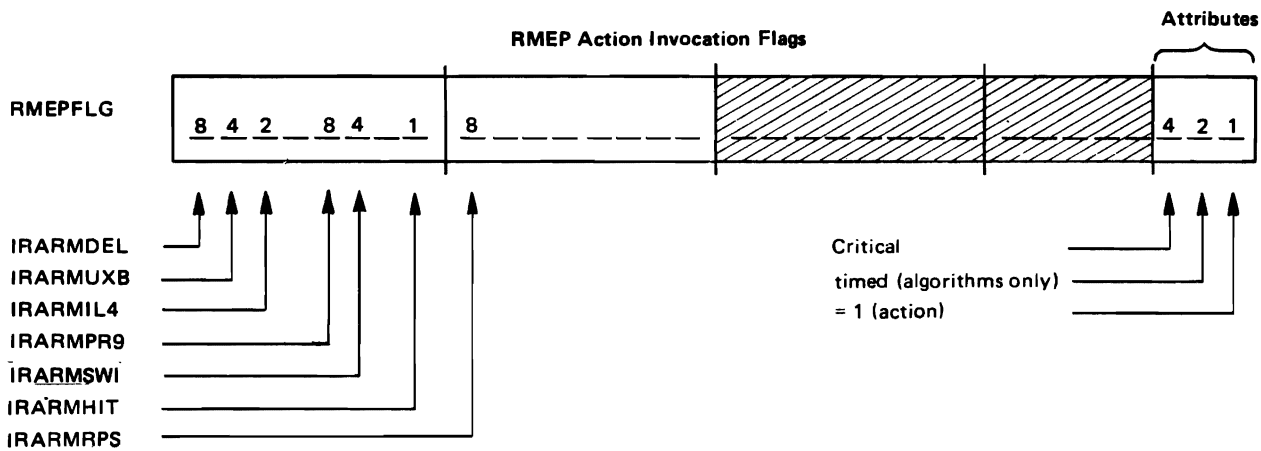 Attributes
RMEP Action Invocation Flags
RMEPFLG
8 4 2 8 4 1 8 4 2 1
IRARMDEL
IRARMUXB
IRARMIL4
IRARMPR9
IRARMSWI
IRARMHIT
IRARMRPS
Critical
timed (algorithms only)
= 1 (action)